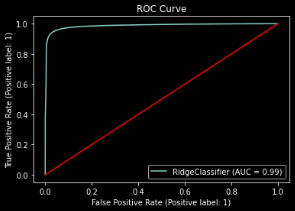 ROC Curve
True Positive Rate (Positive label: 1)
1.0
0.8
0.6
0.4
0.2
0.0
RidgeClassifier (AUC = 0.99)
0.0 0.2 0.4 0.6 0.8 1.0
False Positive Rate (Positive label: 1)